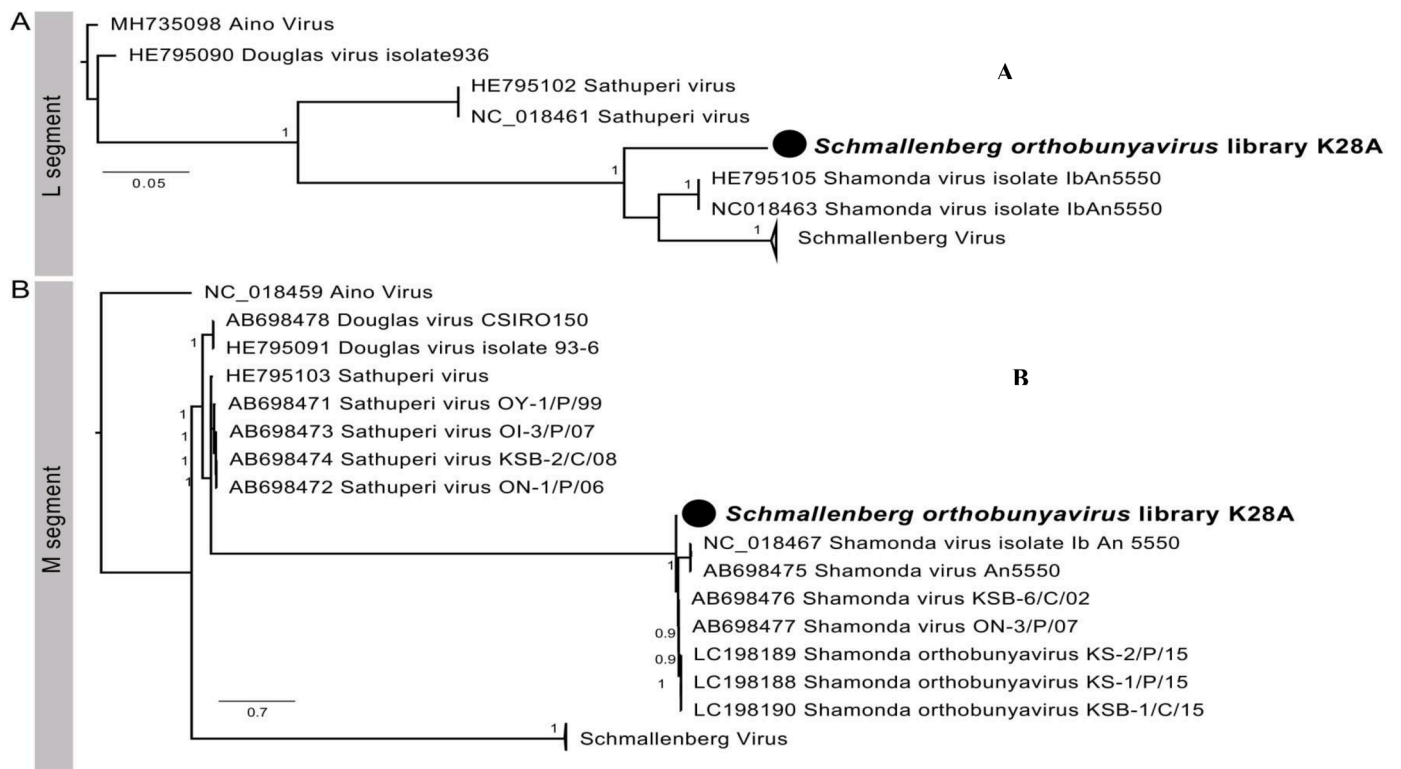 A
L segment
MH735098 Aino Virus
HE795090 Douglas virus isolate936
HE795102 Sathuperi virus
NC_018461 Sathuperi virus
A
1
1
Schmallenberg orthobunyavirus library K28A
0.05
1
HE795105 Shamonda virus isolate IbAn5550
NC018463 Shamonda virus isolate IbAn5550
1
Schmallenberg Virus
B
M segment
NC_018459 Aino Virus
AB698478 Douglas virus CSIRO150
1
HE795091 Douglas virus isolate 93-6
HE795103 Sathuperi virus
B
AB698471 Sathuperi virus OY-1/P/99
1
AB698473 Sathuperi virus OI-3/P/07
1
AB698474 Sathuperi virus KSB-2/C/08
1
AB698472 Sathuperi virus ON-1/P/06
1
Schmallenberg orthobunyavirus library K28A
NC_018467 Shamonda virus isolate Ib An 5550
1
AB698475 Shamonda virus An5550
AB698476 Shamonda virus KSB-6/C/02
AB698477 Shamonda virus ON-3/P/07
0.9
LC198189 Shamonda orthobunyavirus KS-2/P/15
0.9
LC198188 Shamonda orthobunyavirus KS-1/P/15
1
LC198190 Shamonda orthobunyavirus KSB-1/C/15
0.7
1
Schmallenberg Virus